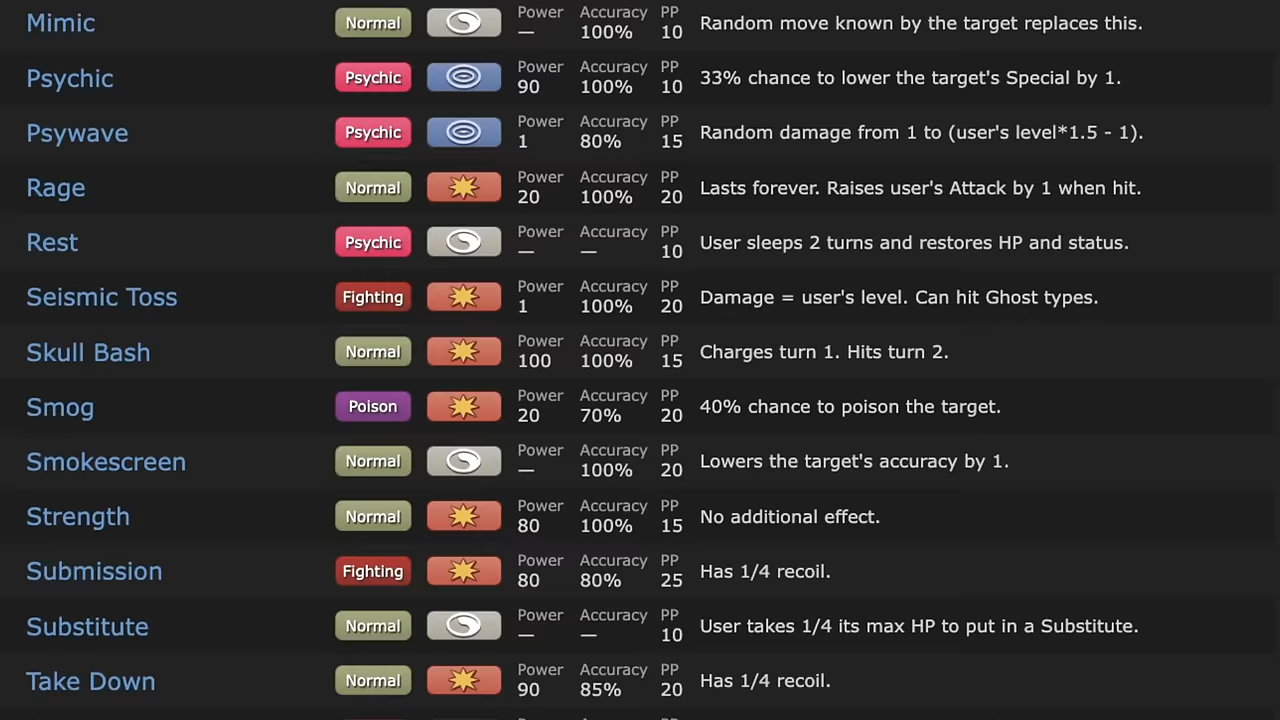 Mimic Normal Power — Accuracy 100% PP 10 Random move known by the target replaces this.
Psychic Psychic Power 90 Accuracy 100% PP 10 33% chance to lower the target's Special by 1.
Psywave Psychic Power 1 Accuracy 80% PP 15 Random damage from 1 to (user's level*1.5 - 1).
Rage Normal Power 20 Accuracy 100% PP 20 Lasts forever. Raises user's Attack by 1 when hit.
Rest Psychic Power — Accuracy — PP 10 User sleeps 2 turns and restores HP and status.
Seismic Toss Fighting Power 1 Accuracy 100% PP 20 Damage = user's level. Can hit Ghost types.
Skull Bash Normal Power 100 Accuracy 100% PP 15 Charges turn 1. Hits turn 2.
Smog Poison Power 20 Accuracy 70% PP 20 40% chance to poison the target.
Smokescreen Normal Power — Accuracy 100% PP 20 Lowers the target's accuracy by 1.
Strength Normal Power 80 Accuracy 100% PP 15 No additional effect.
Submission Fighting Power 80 Accuracy 80% PP 25 Has 1/4 recoil.
Substitute Normal Power — Accuracy — PP 10 User takes 1/4 its max HP to put in a Substitute.
Take Down Normal Power 90 Accuracy 85% PP 20 Has 1/4 recoil.